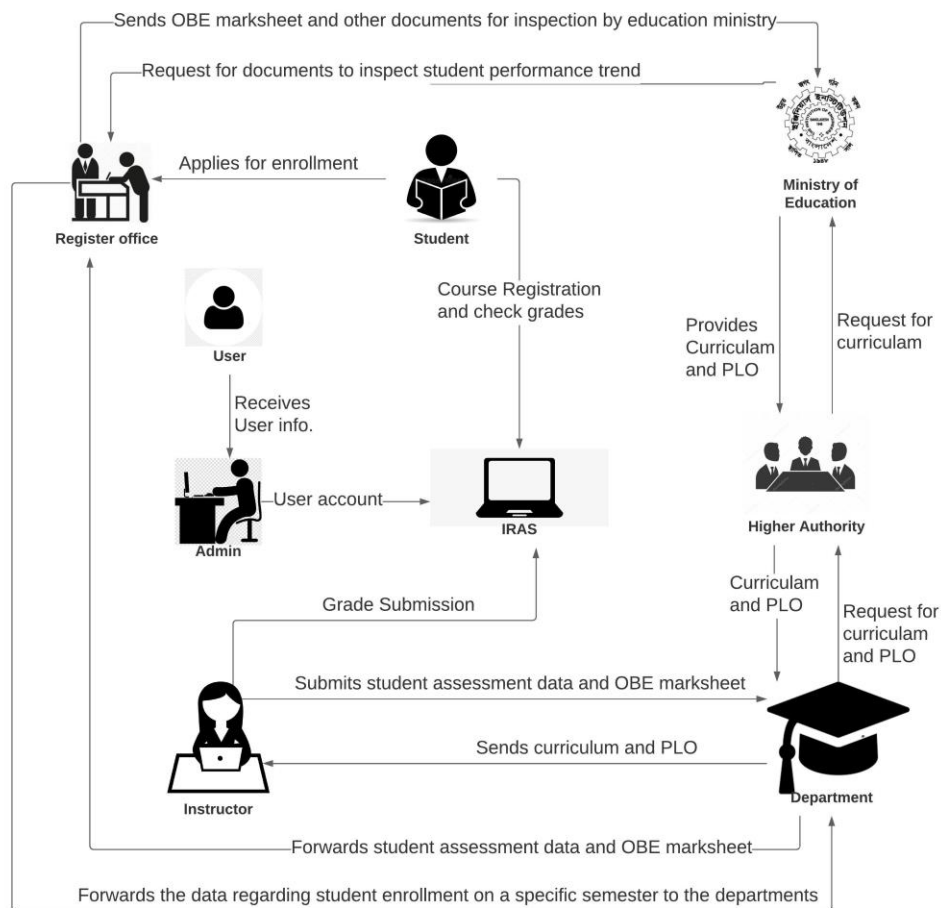 Sends OBE marksheet and other documents for inspection by education ministry
Request for documents to inspect student performance trend
ইঞ্জিনিয়ার্স ইনস্টিটিউশন
বাংলাদেশ
Ministry of
Education
Applies for enrollment
Register office
Student
Course Registration
and check grades
User
Receives
User info.
Provides
Curriculam
and PLO
Request for
curriculam
User account
Admin
IRAS
Higher Authority
Curriculam
and PLO
Request for
curriculam
and PLO
Grade Submission
Submits student assessment data and OBE marksheet
Sends curriculum and PLO
Instructor
Department
Forwards student assessment data and OBE marksheet
Forwards the data regarding student enrollment on a specific semester to the departments